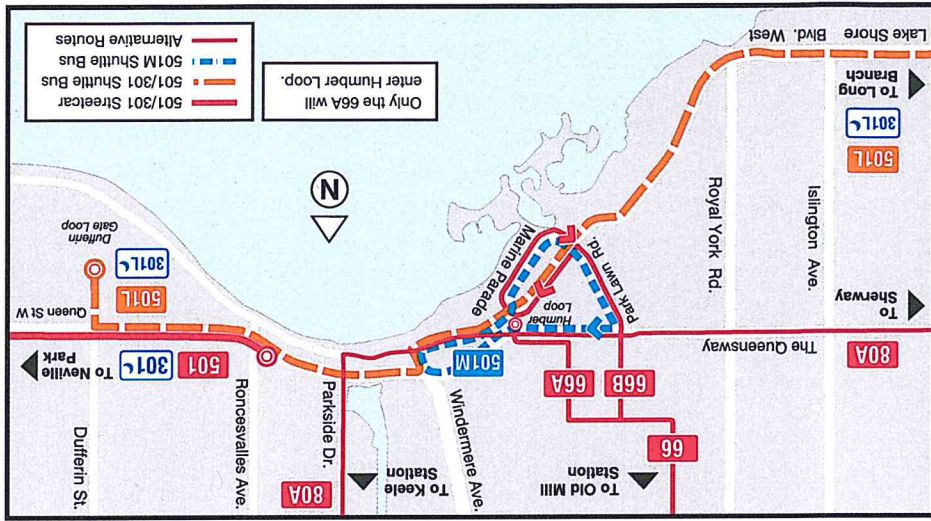 66
To Old Mill
Station
To Keele
Station
80A
Windermere Ave.
Parkside Dr.
Roncesvalles Ave.
Dufferin St.
66B
66A
501M
501
301
To Neville
Park
80A
The Queensway
To
Sherway
Humber
Loop
Park Lawn Rd.
Marine Parade
Queen St W
501L
301L
Dufferin
Gate Loop
Royal York Rd.
Islington Ave.
501L
301L
To Long
Branch
Lake Shore Blvd. West
N
Only the 66A will
enter Humber Loop.
501/301 Streetcar
501/301 Shuttle Bus
501M Shuttle Bus
Alternative Routes